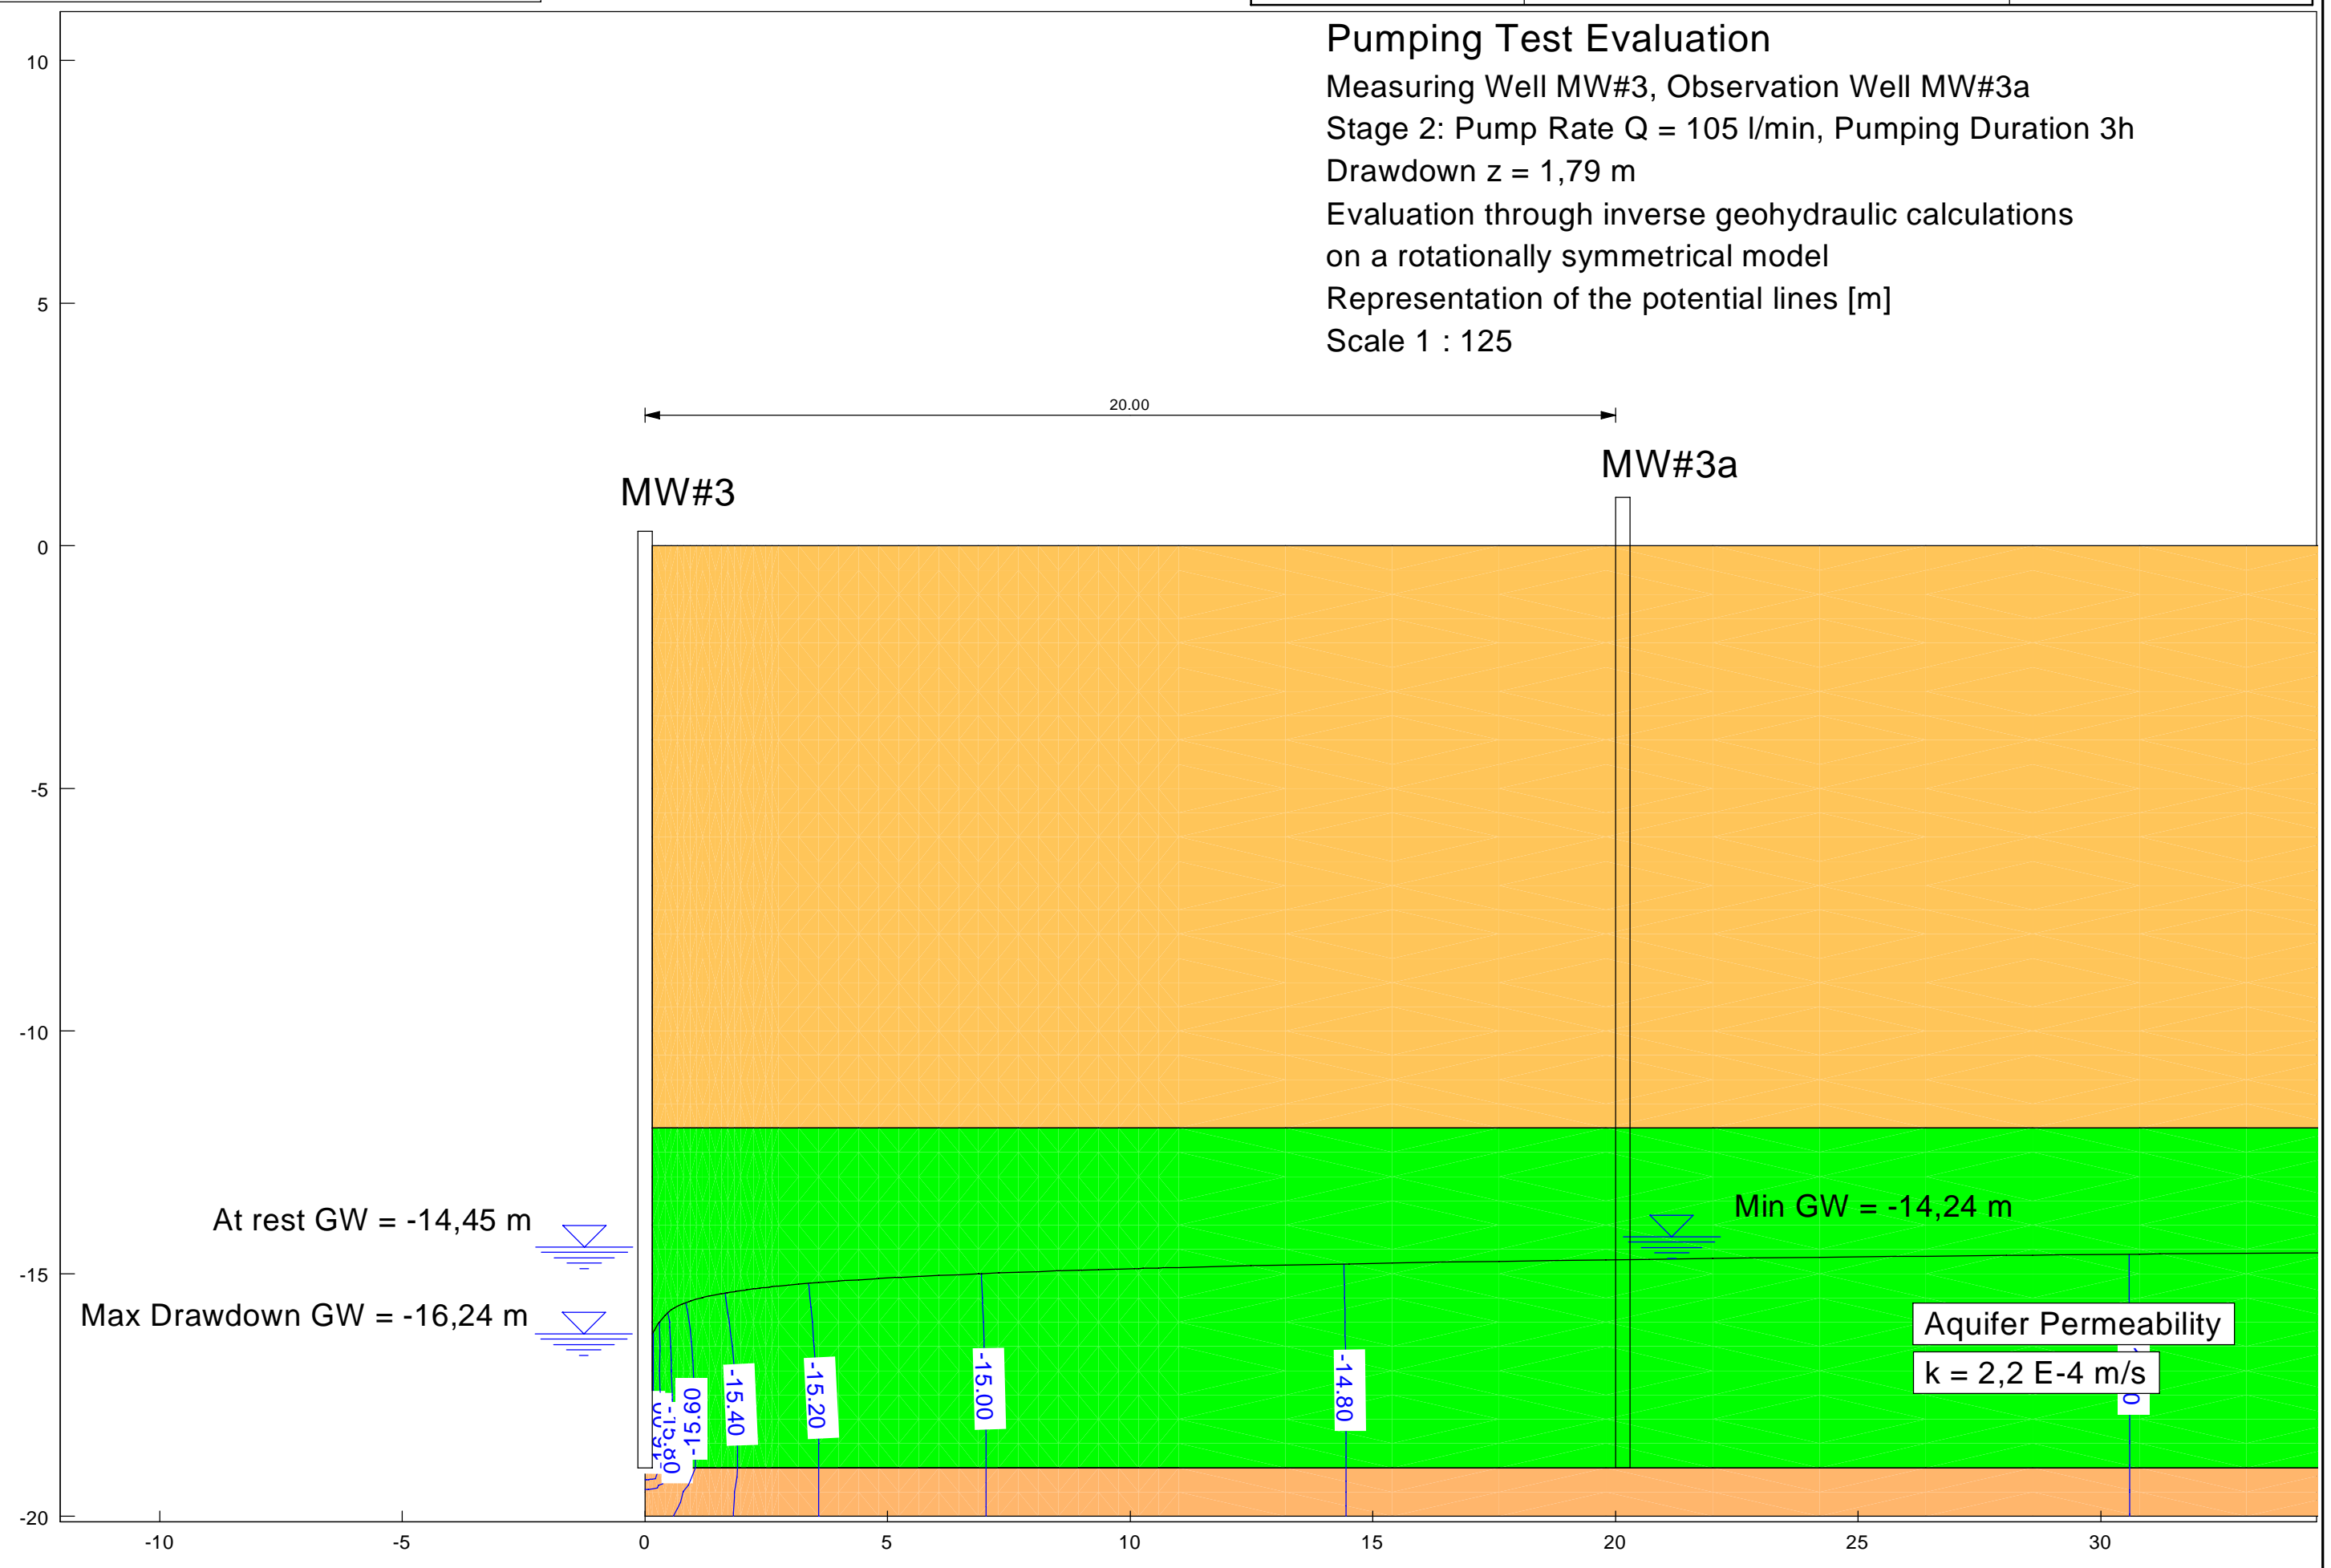 Pumping Test Evaluation
Measuring Well MW#3, Observation Well MW#3a
Stage 2: Pump Rate Q = 105 l/min, Pumping Duration 3h
Drawdown z = 1,79 m
Evaluation through inverse geohydraulic calculations
on a rotationally symmetrical model
Representation of the potential lines [m]
Scale 1 : 125
10
5
0
-5
-10
-15
-20
20.00
MW#3
MW#3a
At rest GW = -14,45 m
Min GW = -14,24 m
Max Drawdown GW = -16,24 m
Aquifer Permeability
k = 2,2 E-4 m/s
-15.80
-15.60
-15.40
-15.20
-15.00
-14.80
-10
-5
0
5
10
15
20
25
30